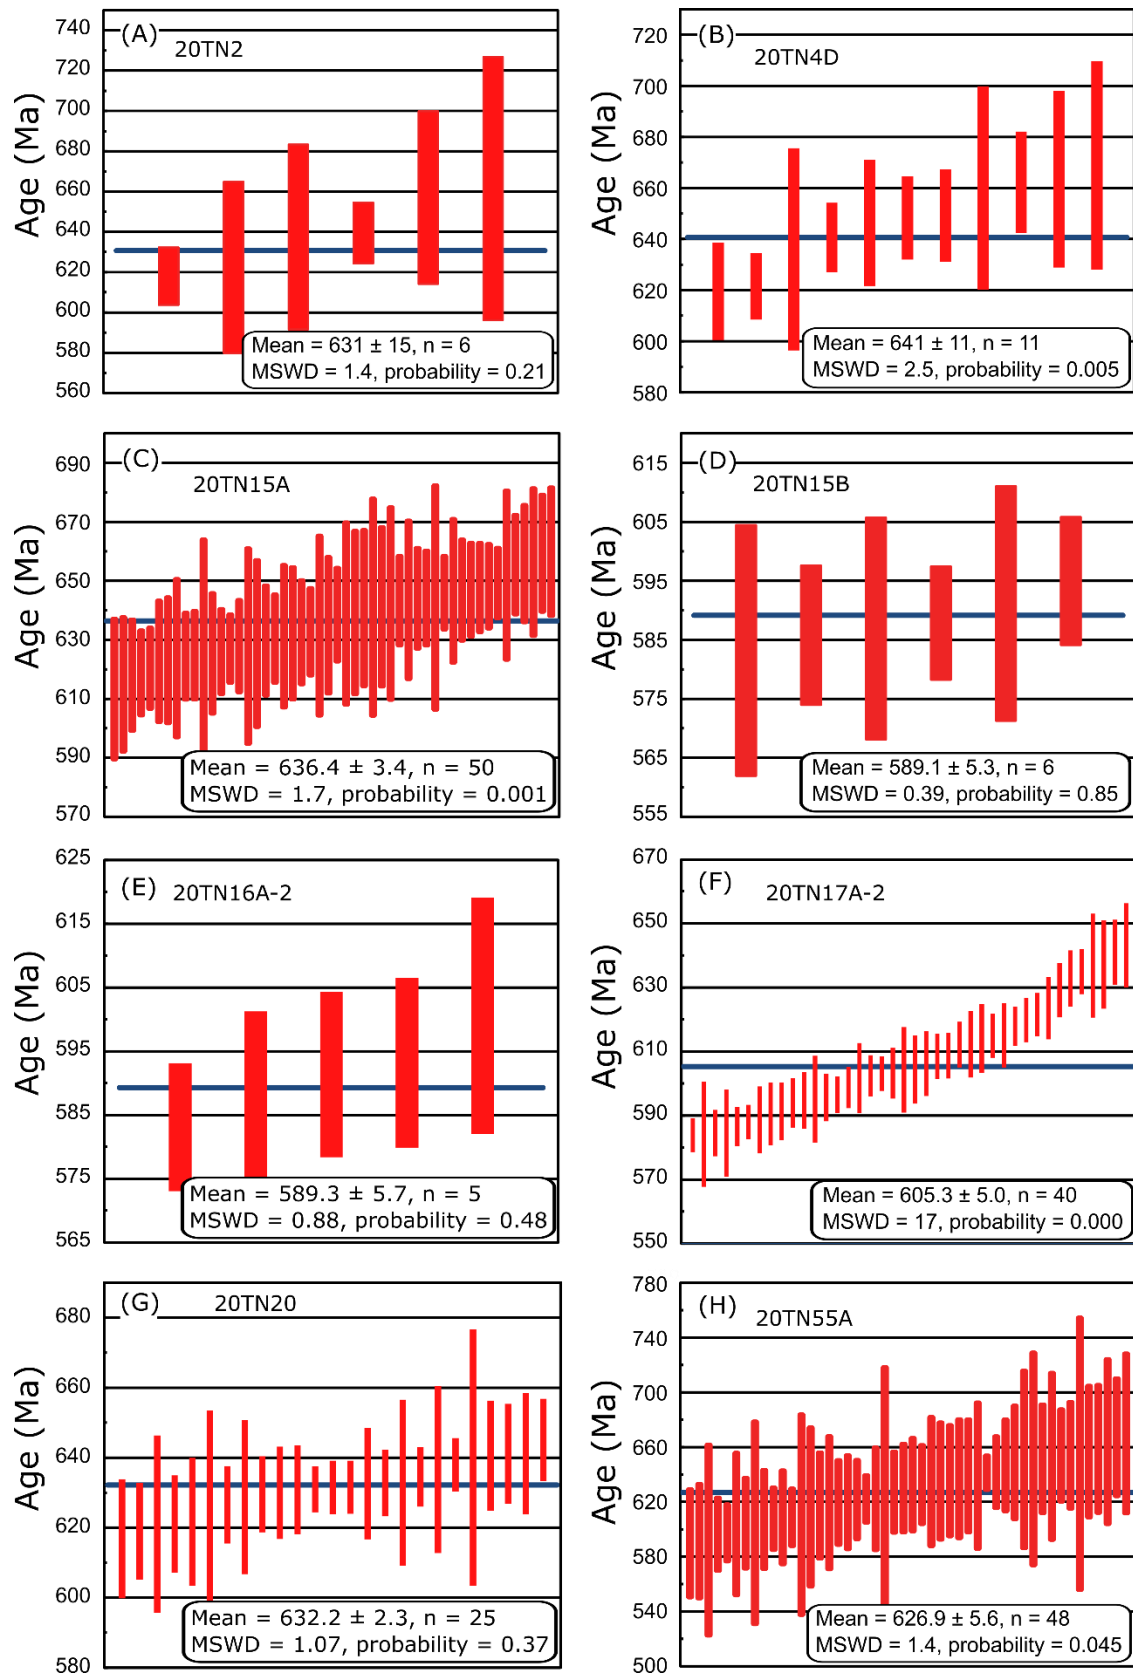 (A)
20TN2
Age (Ma)
740
720
700
680
660
640
620
600
580
560
Mean = 631 ± 15, n = 6
MSWD = 1.4, probability = 0.21
(B)
20TN4D
Age (Ma)
720
700
680
660
640
620
600
580
Mean = 641 ± 11, n = 11
MSWD = 2.5, probability = 0.005
(C)
20TN15A
Age (Ma)
690
670
650
630
610
590
570
Mean = 636.4 ± 3.4, n = 50
MSWD = 1.7, probability = 0.001
(D)
20TN15B
Age (Ma)
615
605
595
585
575
565
555
Mean = 589.1 ± 5.3, n = 6
MSWD = 0.39, probability = 0.85
(E)
20TN16A-2
Age (Ma)
625
615
605
595
585
575
565
Mean = 589.3 ± 5.7, n = 5
MSWD = 0.88, probability = 0.48
(F)
20TN17A-2
Age (Ma)
670
650
630
610
590
570
550
Mean = 605.3 ± 5.0, n = 40
MSWD = 17, probability = 0.000
(G)
20TN20
Age (Ma)
680
660
640
620
600
580
Mean = 632.2 ± 2.3, n = 25
MSWD = 1.07, probability = 0.37
(H)
20TN55A
Age (Ma)
780
740
700
660
620
580
540
500
Mean = 626.9 ± 5.6, n = 48
MSWD = 1.4, probability = 0.045